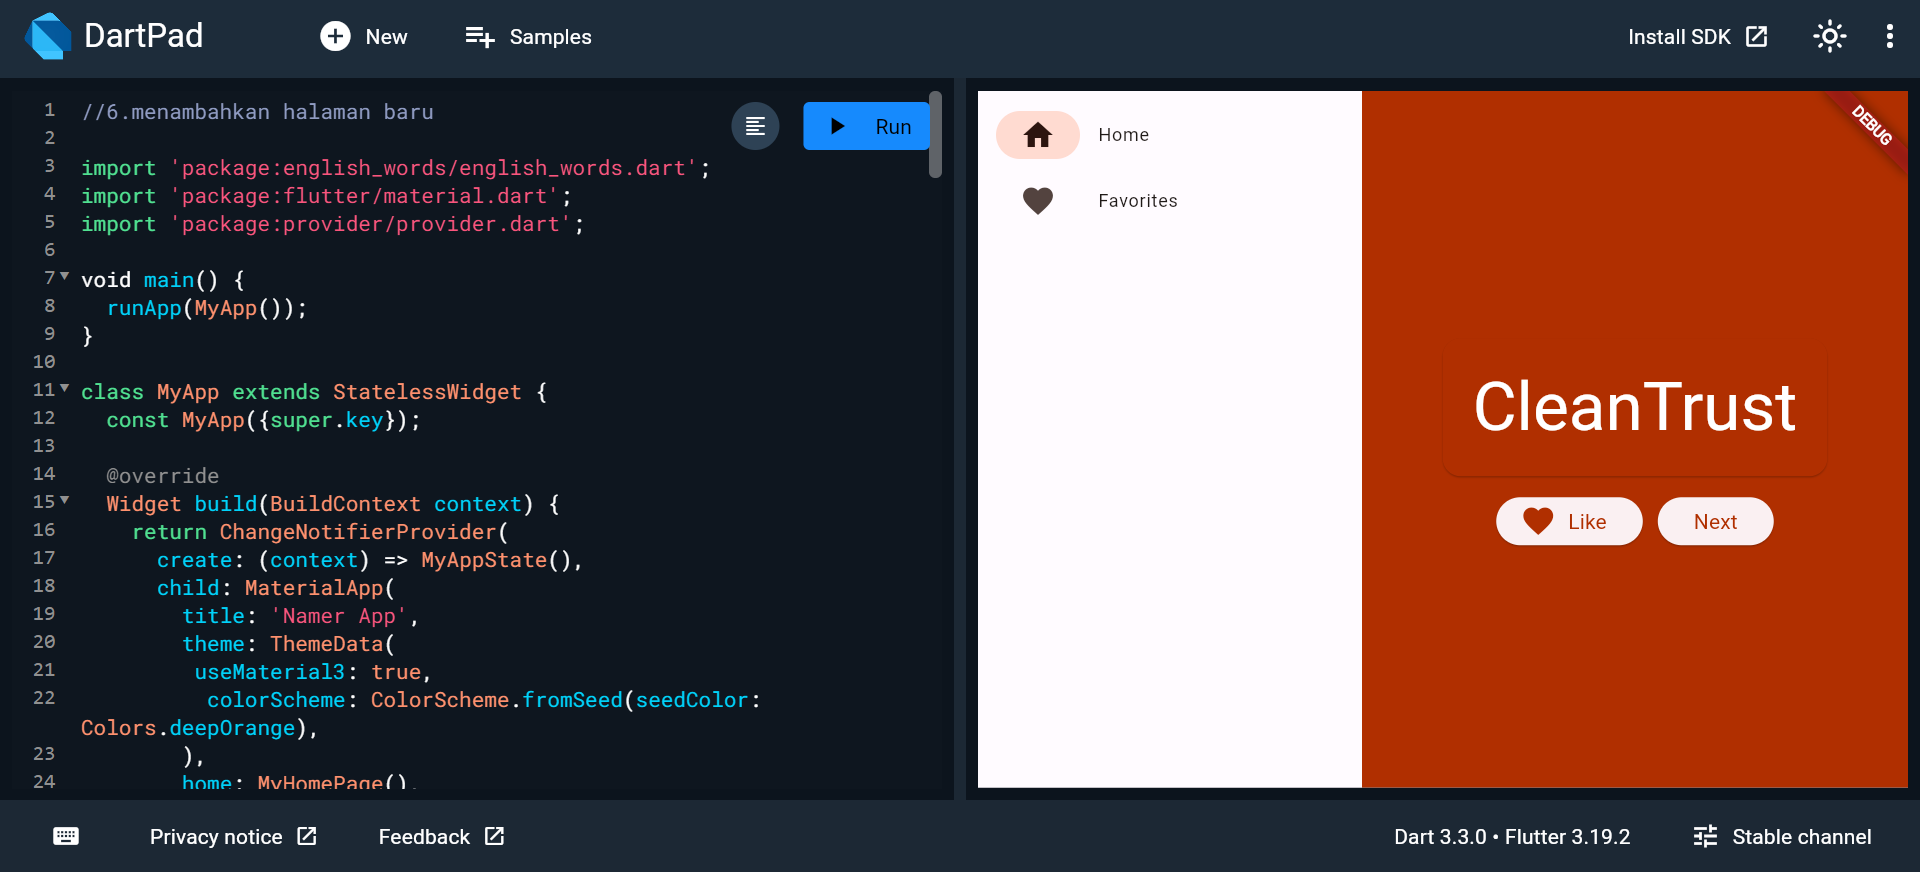 DartPad
New
Samples
Install SDK
1 //6.menambahkan halaman baru
2
3 import 'package:english_words/english_words.dart';
4 import 'package:flutter/material.dart';
5 import 'package:provider/provider.dart';
6
7 void main() {
8 runApp(MyApp());
9 }
10
11 class MyApp extends StatelessWidget {
12 const MyApp({super.key});
13
14 @override
15 Widget build(BuildContext context) {
16 return ChangeNotifierProvider(
17 create: (context) => MyAppState(),
18 child: MaterialApp(
19 title: 'Namer App',
20 theme: ThemeData(
21 useMaterial3: true,
22 colorScheme: ColorScheme.fromSeed(seedColor:
Colors.deepOrange),
23 ),
24 home: MyHomePage(),
Run
Home
Favorites
DEBUG
CleanTrust
Like
Next
Privacy notice
Feedback
Dart 3.3.0 • Flutter 3.19.2
Stable channel